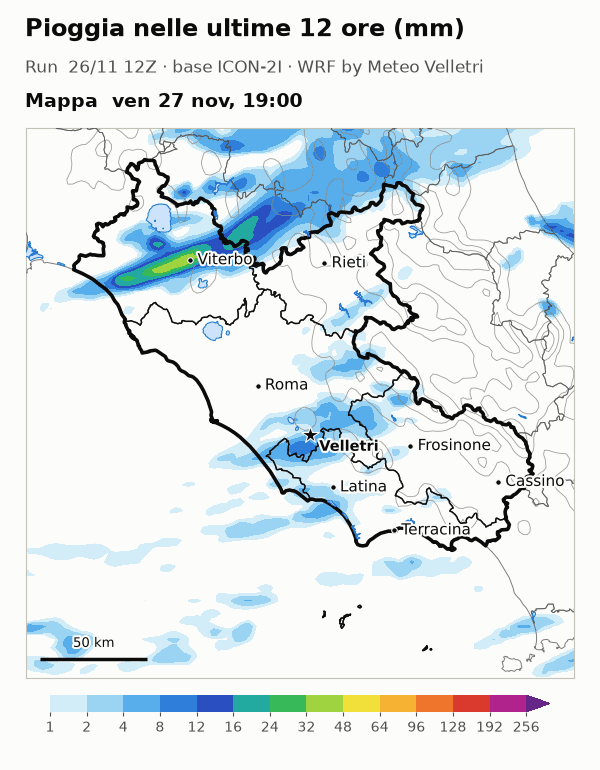 Pioggia nelle ultime 12 ore (mm)
Run 26/11 12Z · base ICON-2I · WRF by Meteo Velletri
Mappa ven 27 nov, 19:00
Viterbo
Rieti
Roma
Velletri
Frosinone
Latina
Cassino
Terracina
50 km
1 2 4 8 12 16 24 32 48 64 96 128 192 256